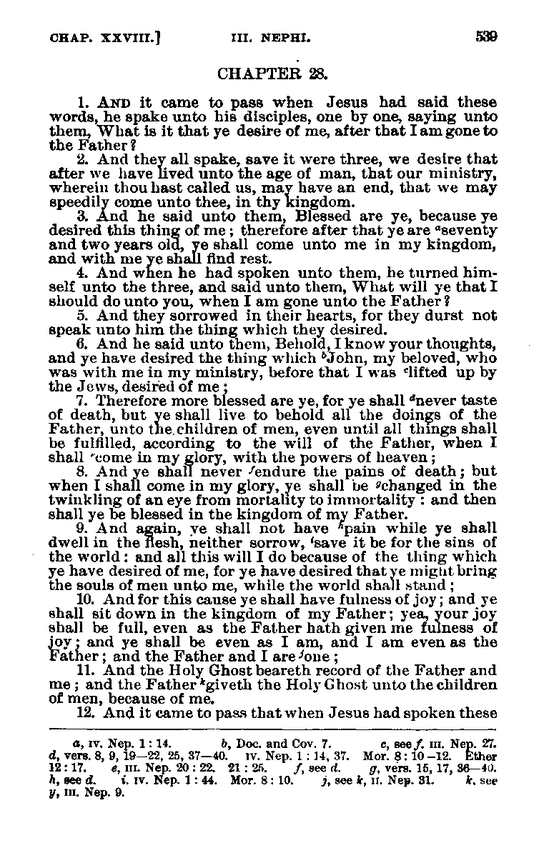 CHAP. XXVIII.] III. NEPHI. 539
CHAPTER 28.
1. AND it came to pass when Jesus had said these
words, he spake unto his disciples, one by one, saying unto
them, What is it that ye desire of me, after that I am gone to
the Father?
2. And they all spake, save it were three, we desire that
after we have lived unto the age of man, that our ministry,
wherein thou hast called us, may have an end, that we may
speedily come unto thee, in thy kingdom.
3. And he said unto them, Blessed are ye, because ye
desired this thing of me; therefore after that ye are ᵃseventy
and two years old, ye shall come unto me in my kingdom,
and with me ye shall find rest.
4. And when he had spoken unto them, he turned him-
self unto the three, and said unto them, What will ye that I
should do unto you, when I am gone unto the Father?
5. And they sorrowed in their hearts, for they durst not
speak unto him the thing which they desired.
6. And he said unto them, Behold, I know your thoughts,
and ye have desired the thing which ᵇJohn, my beloved, who
was with me in my ministry, before that I was ᶜlifted up by
the Jews, desired of me;
7. Therefore more blessed are ye, for ye shall ᵈnever taste
of death, but ye shall live to behold all the doings of the
Father, unto the children of men, even until all things shall
be fulfilled, according to the will of the Father, when I
shall ᵉcome in my glory, with the powers of heaven;
8. And ye shall never ᶠendure the pains of death; but
when I shall come in my glory, ye shall be ᵍchanged in the
twinkling of an eye from mortality to immortality: and then
shall ye be blessed in the kingdom of my Father.
9. And again, ye shall not have ʰpain while ye shall
dwell in the flesh, neither sorrow, ⁱsave it be for the sins of
the world: and all this will I do because of the thing which
ye have desired of me, for ye have desired that ye might bring
the souls of men unto me, while the world shall stand;
10. And for this cause ye shall have fulness of joy; and ye
shall sit down in the kingdom of my Father; yea, your joy
shall be full, even as the Father hath given me fulness of
joy; and ye shall be even as I am, and I am even as the
Father; and the Father and I are ʲone;
11. And the Holy Ghost beareth record of the Father and
me; and the Father ᵏgiveth the Holy Ghost unto the children
of men, because of me.
12. And it came to pass that when Jesus had spoken these
a, IV. Nep. 1:14. b, Doc. and Cov. 7. c, see f. III. Nep. 27.
d, vers. 8, 9, 19—22, 25, 37—40. IV. Nep. 1:14, 37. Mor. 8:10—12. Ether
12:17. e, III. Nep. 20:22. 21:25. f, see d. g, vers. 15, 17, 36—40.
h, see d. i. IV. Nep. 1:44. Mor. 8:10. j, see k, II. Nep. 31. k, see
y, III. Nep. 9.